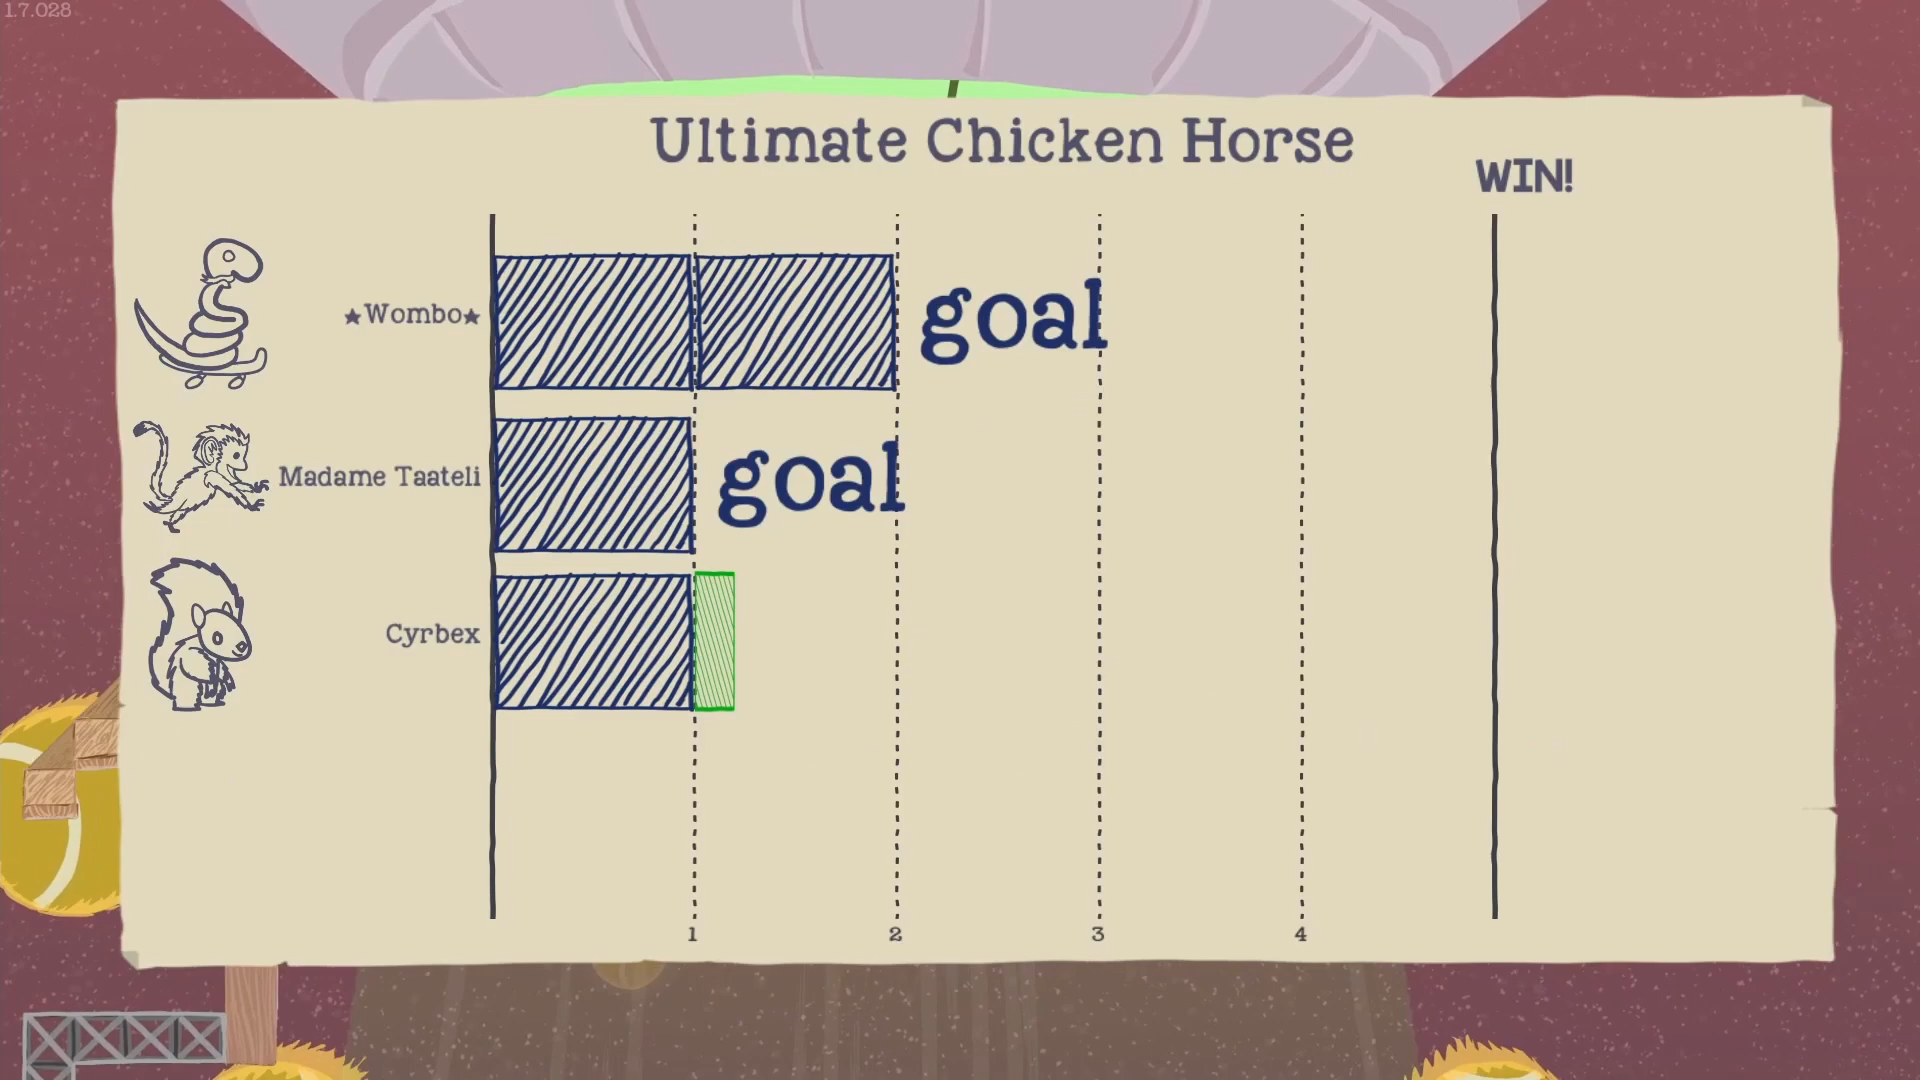 1.7.028
Ultimate Chicken Horse
WIN!
★Wombo★
goal
Madame Taateli
goal
Cyrbex
1 2 3 4